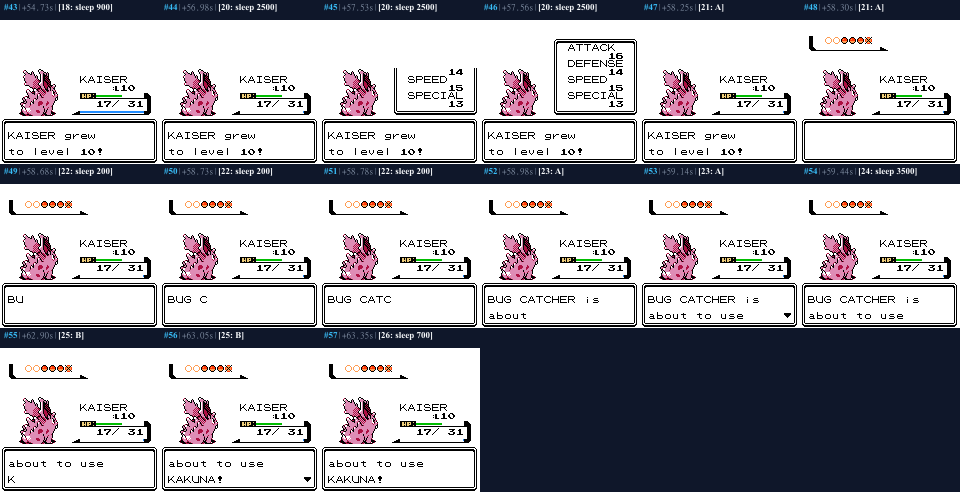 #43|+54.73s| [18: sleep 900]
KAISER
:L10
HP:
17/ 31
KAISER grew
to level 10!
#44|+56.98s| [20: sleep 2500]
KAISER
:L10
HP:
17/ 31
KAISER grew
to level 10!
#45|+57.53s| [20: sleep 2500]
14
SPEED
15
SPECIAL
13
KAISER grew
to level 10!
#46|+57.56s| [20: sleep 2500]
ATTACK
16
DEFENSE
14
SPEED
15
SPECIAL
13
KAISER grew
to level 10!
#47|+58.25s| [21: A]
KAISER
:L10
HP:
17/ 31
KAISER grew
to level 10!
#48|+58.30s| [21: A]
KAISER
:L10
HP:
17/ 31
#49|+58.68s| [22: sleep 200]
KAISER
:L10
HP:
17/ 31
BU
#50|+58.73s| [22: sleep 200]
KAISER
:L10
HP:
17/ 31
BUG C
#51|+58.78s| [22: sleep 200]
KAISER
:L10
HP:
17/ 31
BUG CATC
#52|+58.98s| [23: A]
KAISER
:L10
HP:
17/ 31
BUG CATCHER is
about
#53|+59.14s| [23: A]
KAISER
:L10
HP:
17/ 31
BUG CATCHER is
about to use
#54|+59.44s| [24: sleep 3500]
KAISER
:L10
HP:
17/ 31
BUG CATCHER is
about to use
#55|+62.90s| [25: B]
KAISER
:L10
HP:
17/ 31
about to use
K
#56|+63.05s| [25: B]
KAISER
:L10
HP:
17/ 31
about to use
KAKUNA!
#57|+63.35s| [26: sleep 700]
KAISER
:L10
HP:
17/ 31
about to use
KAKUNA!